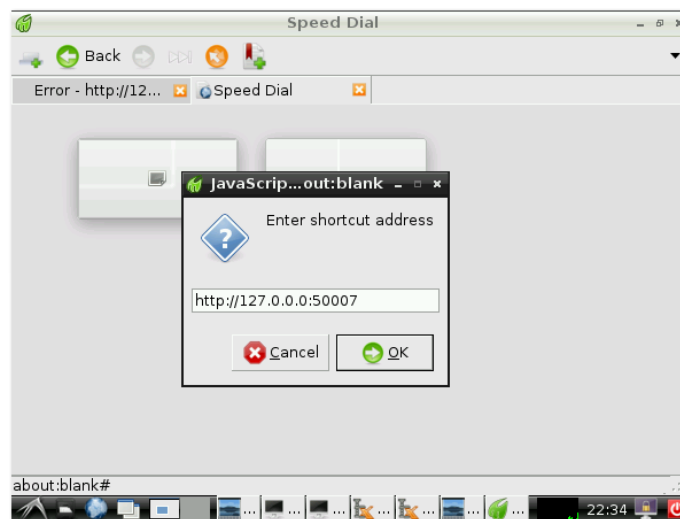 Speed Dial
Back
Error - http://12...
Speed Dial
JavaScrip...out:blank
Enter shortcut address
http://127.0.0.0:50007
Cancel
OK
about:blank#
... ... ... ... ... ... ...
22:34